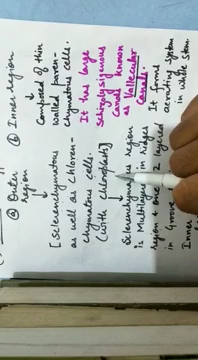 (a) Outer
region
↓
[Sclerenchymatous
as well as chloren-
chymatous cells.
(with chloroplast)]
↓
Sclerenchymatous region
is Multilayer in ridges
region & one 2 layered
in Groove
Inner
(b) Inner region
↓
composed of thin
walled paren-
chymatous cells.
It has large
schizolysigenous
canal known
as Vallecular
Canals.
It forms
aerating system
in whole stem.